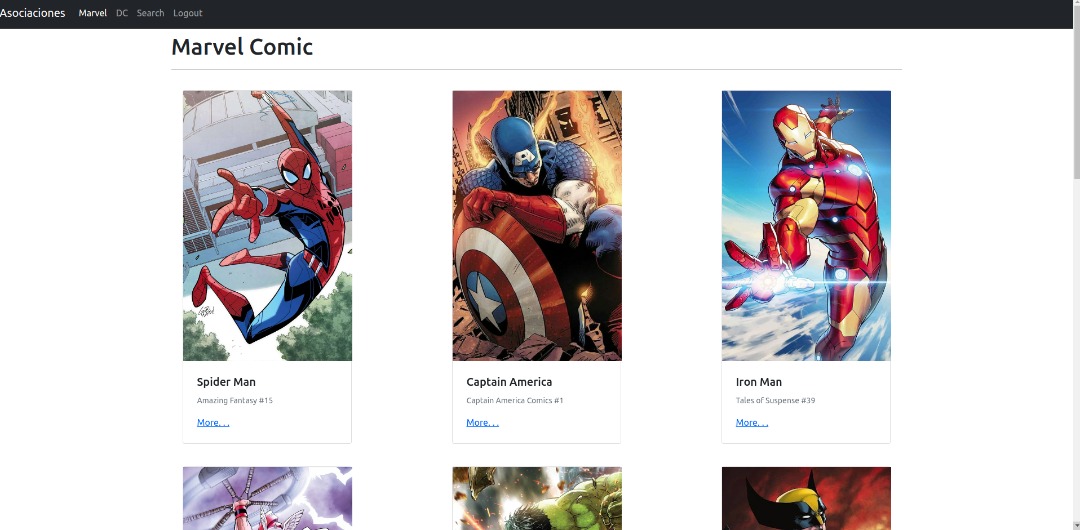 Asociaciones Marvel DC Search Logout
Marvel Comic
Spider Man
Amazing Fantasy #15
More. . .
Captain America
Captain America Comics #1
More. . .
Iron Man
Tales of Suspense #39
More. . .